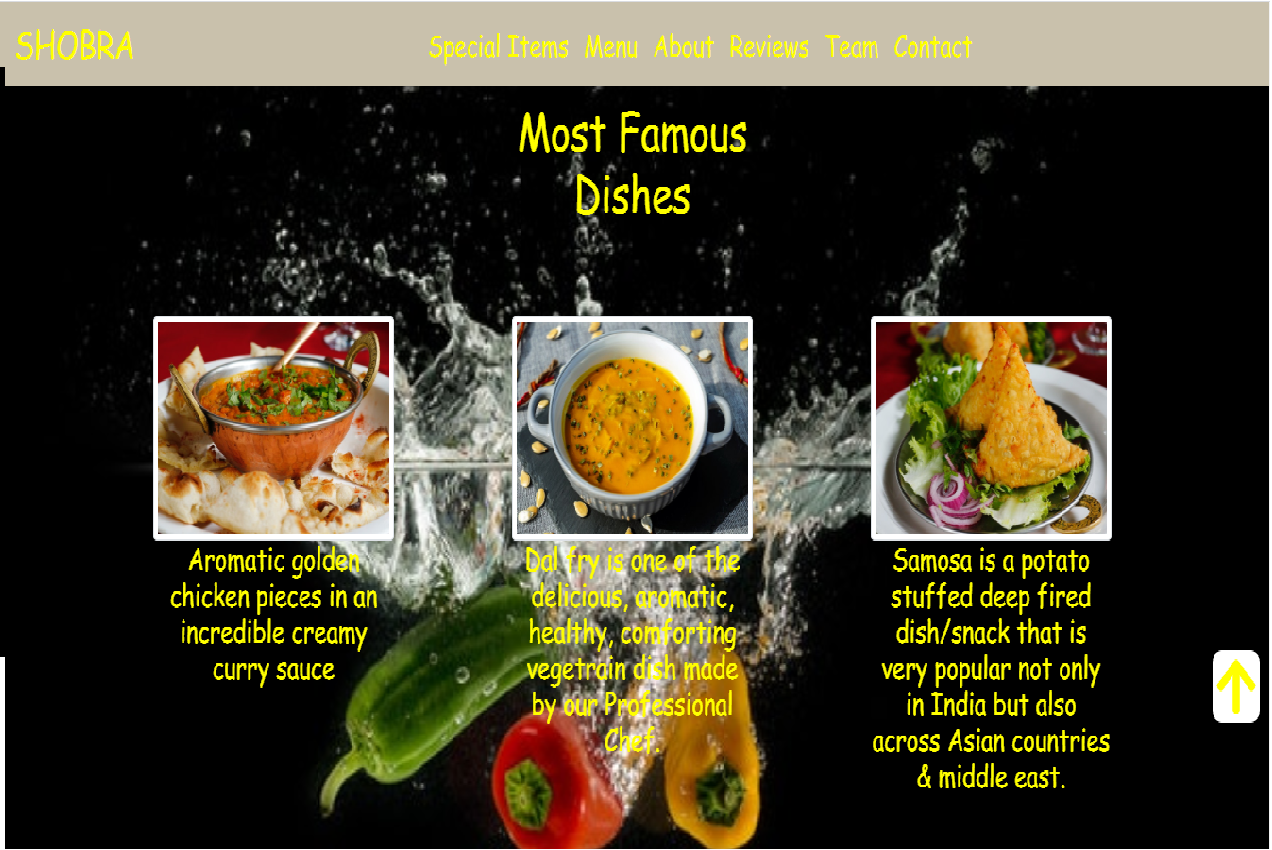 SHOBRA
Special Items Menu About Reviews Team Contact
Most Famous
Dishes
Aromatic golden
chicken pieces in an
incredible creamy
curry sauce
Dal fry is one of the
delicious, aromatic,
healthy, comforting
vegetrain dish made
by our Professional
Chef.
Samosa is a potato
stuffed deep fired
dish/snack that is
very popular not only
in India but also
across Asian countries
& middle east.